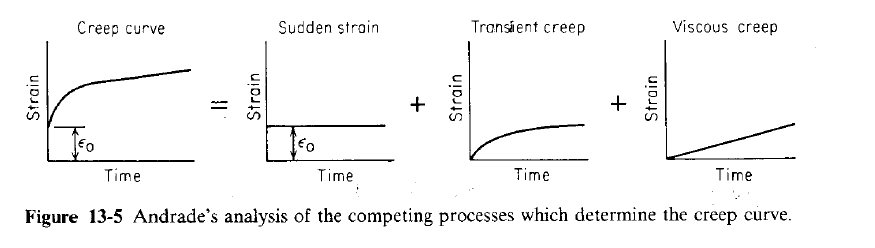 Creep curve
Sudden strain
Transient creep
Viscous creep
Strain
ϵ0
Time
=
Strain
ϵ0
Time
+
Strain
Time
+
Strain
Time
Figure 13-5 Andrade's analysis of the competing processes which determine the creep curve.